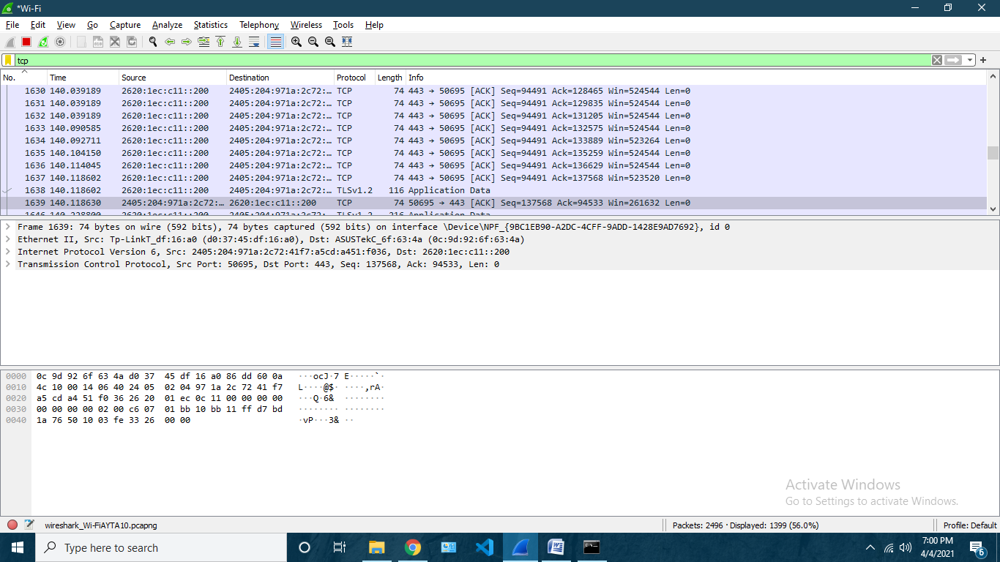 *Wi-Fi
File Edit View Go Capture Analyze Statistics Telephony Wireless Tools Help
tcp
No. Time Source Destination Protocol Length Info
1630 140.039189 2620:1ec:c11::200 2405:204:971a:2c72:… TCP 74 443 → 50695 [ACK] Seq=94491 Ack=128465 Win=524544 Len=0
1631 140.039189 2620:1ec:c11::200 2405:204:971a:2c72:… TCP 74 443 → 50695 [ACK] Seq=94491 Ack=129835 Win=524544 Len=0
1632 140.039189 2620:1ec:c11::200 2405:204:971a:2c72:… TCP 74 443 → 50695 [ACK] Seq=94491 Ack=131205 Win=524544 Len=0
1633 140.090585 2620:1ec:c11::200 2405:204:971a:2c72:… TCP 74 443 → 50695 [ACK] Seq=94491 Ack=132575 Win=524544 Len=0
1634 140.092711 2620:1ec:c11::200 2405:204:971a:2c72:… TCP 74 443 → 50695 [ACK] Seq=94491 Ack=133889 Win=523264 Len=0
1635 140.104150 2620:1ec:c11::200 2405:204:971a:2c72:… TCP 74 443 → 50695 [ACK] Seq=94491 Ack=135259 Win=524544 Len=0
1636 140.114045 2620:1ec:c11::200 2405:204:971a:2c72:… TCP 74 443 → 50695 [ACK] Seq=94491 Ack=136629 Win=524544 Len=0
1637 140.118602 2620:1ec:c11::200 2405:204:971a:2c72:… TCP 74 443 → 50695 [ACK] Seq=94491 Ack=137568 Win=523520 Len=0
1638 140.118602 2620:1ec:c11::200 2405:204:971a:2c72:… TLSv1.2 116 Application Data
1639 140.118630 2405:204:971a:2c72:… 2620:1ec:c11::200 TCP 74 50695 → 443 [ACK] Seq=137568 Ack=94533 Win=261632 Len=0
Frame 1639: 74 bytes on wire (592 bits), 74 bytes captured (592 bits) on interface \Device\NPF_{9BC1EB90-A2DC-4CFF-9ADD-1428E9AD7692}, id 0
Ethernet II, Src: Tp-LinkT_df:16:a0 (d0:37:45:df:16:a0), Dst: ASUSTekC_6f:63:4a (0c:9d:92:6f:63:4a)
Internet Protocol Version 6, Src: 2405:204:971a:2c72:41f7:a5cd:a451:f036, Dst: 2620:1ec:c11::200
Transmission Control Protocol, Src Port: 50695, Dst Port: 443, Seq: 137568, Ack: 94533, Len: 0
0000 0c 9d 92 6f 63 4a d0 37 45 df 16 a0 86 dd 60 0a ···ocJ·7 E·····`·
0010 4c 10 00 14 06 40 24 05 02 04 97 1a 2c 72 41 f7 L····@$· ····,rA·
0020 a5 cd a4 51 f0 36 26 20 01 ec 0c 11 00 00 00 00 ···Q·6& ········
0030 00 00 00 00 02 00 c6 07 01 bb 10 bb 11 ff d7 bd ········ ········
0040 1a 76 50 10 03 fe 33 26 00 00 ·vP···3& ··
Activate Windows
Go to Settings to activate Windows.
wireshark_Wi-FiAYTA10.pcapng Packets: 2496 · Displayed: 1399 (56.0%) Profile: Default
Type here to search
7:00 PM
4/4/2021
6